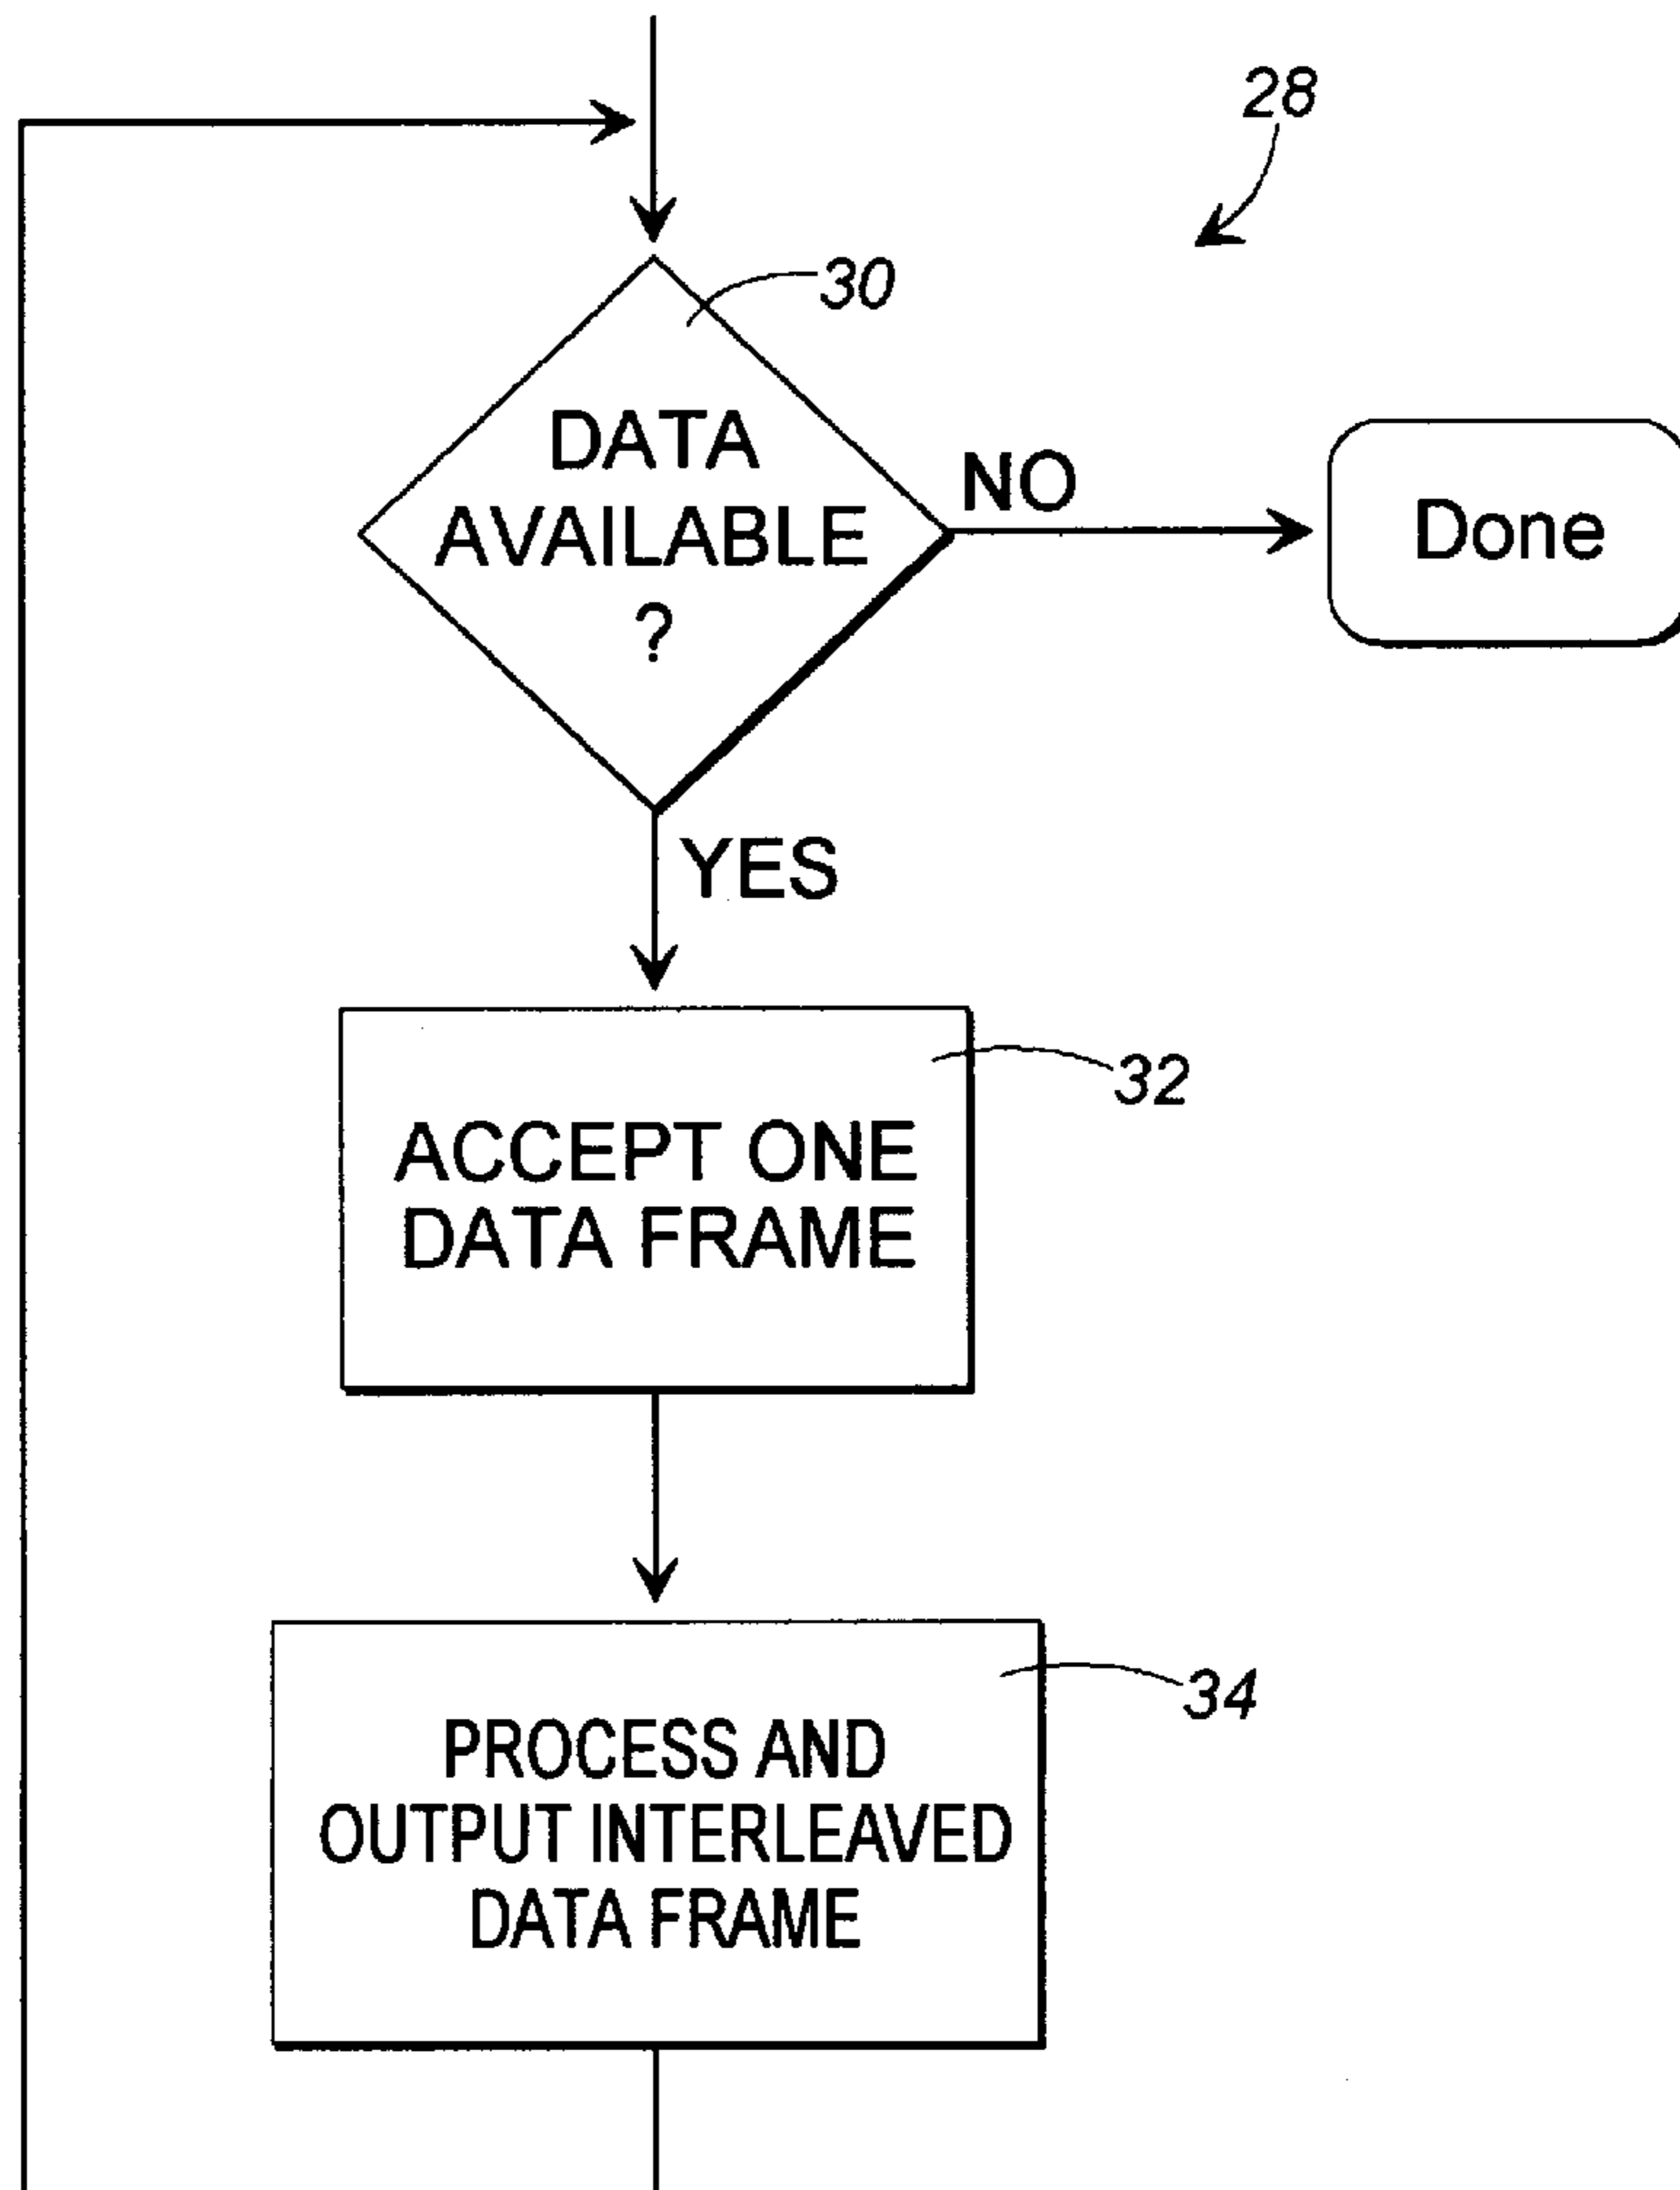 28
30
DATA
AVAILABLE
?
NO
Done
YES
32
ACCEPT ONE
DATA FRAME
34
PROCESS AND
OUTPUT INTERLEAVED
DATA FRAME